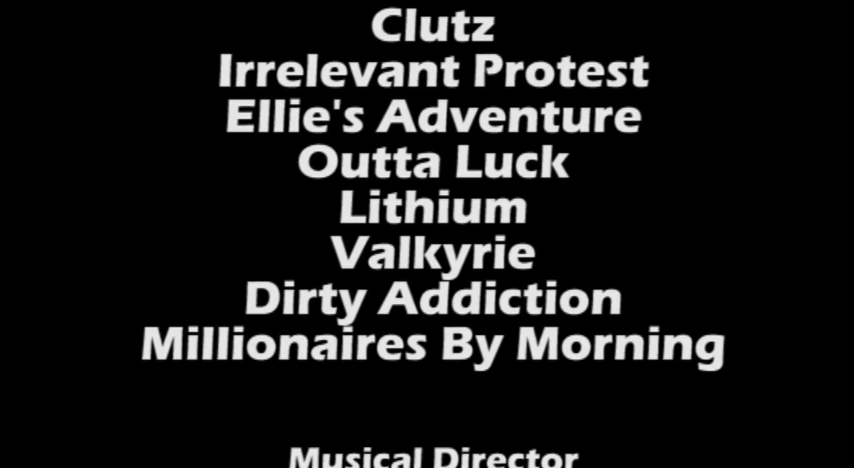 Clutz
Irrelevant Protest
Ellie's Adventure
Outta Luck
Lithium
Valkyrie
Dirty Addiction
Millionaires By Morning
Musical Director